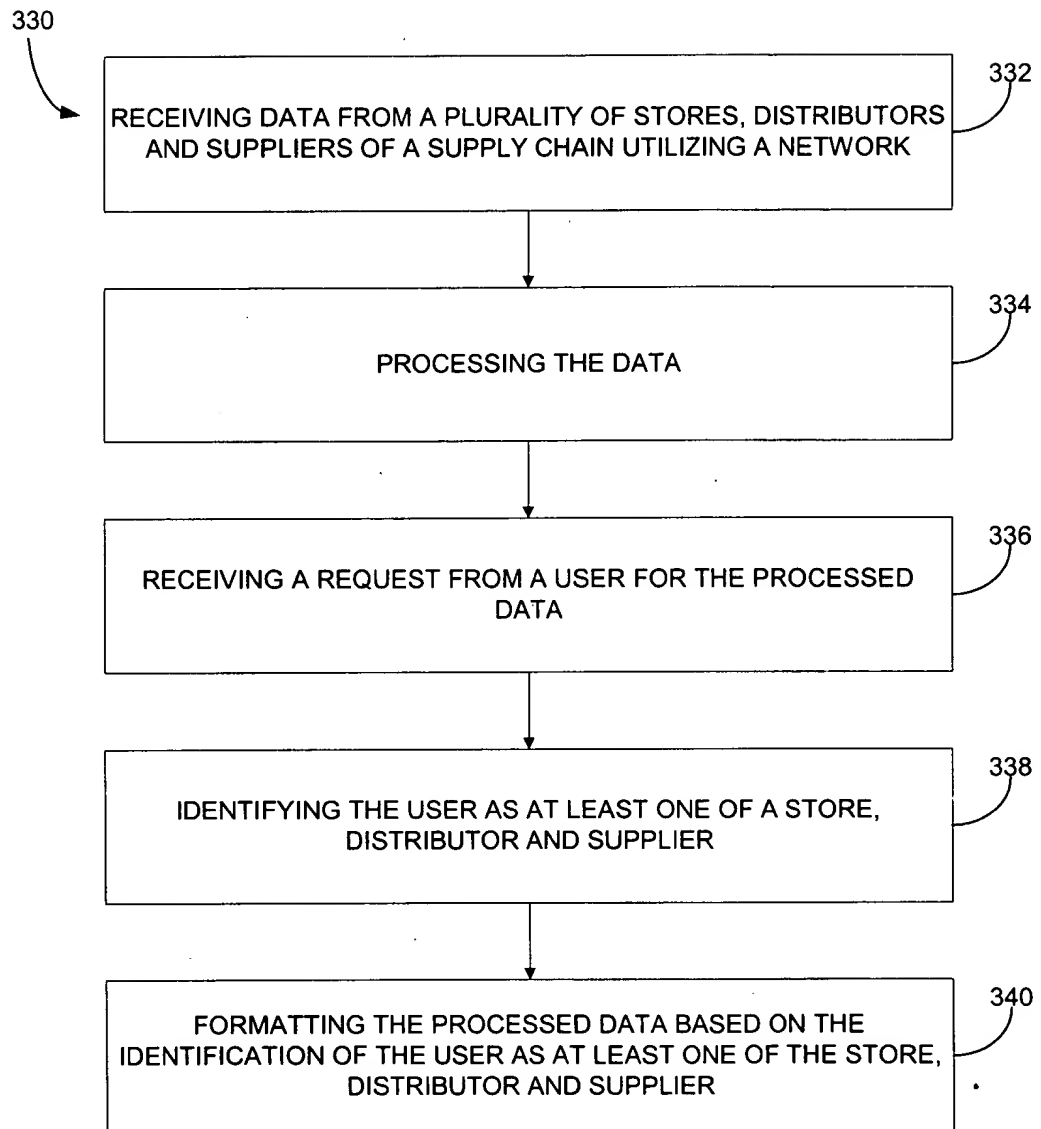 330
332
RECEIVING DATA FROM A PLURALITY OF STORES, DISTRIBUTORS
AND SUPPLIERS OF A SUPPLY CHAIN UTILIZING A NETWORK
334
PROCESSING THE DATA
336
RECEIVING A REQUEST FROM A USER FOR THE PROCESSED
DATA
338
IDENTIFYING THE USER AS AT LEAST ONE OF A STORE,
DISTRIBUTOR AND SUPPLIER
340
FORMATTING THE PROCESSED DATA BASED ON THE
IDENTIFICATION OF THE USER AS AT LEAST ONE OF THE STORE,
DISTRIBUTOR AND SUPPLIER